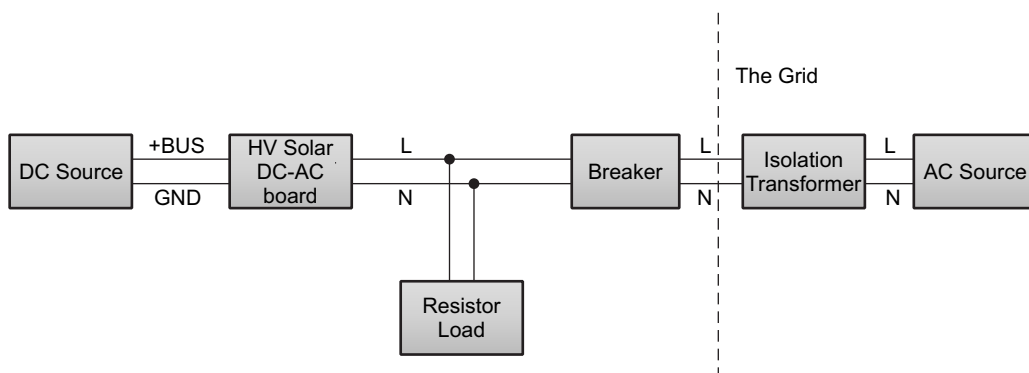 The Grid
DC Source
+BUS
GND
HV Solar
DC-AC
board
L
N
Breaker
L
N
Isolation
Transformer
L
N
AC Source
Resistor
Load